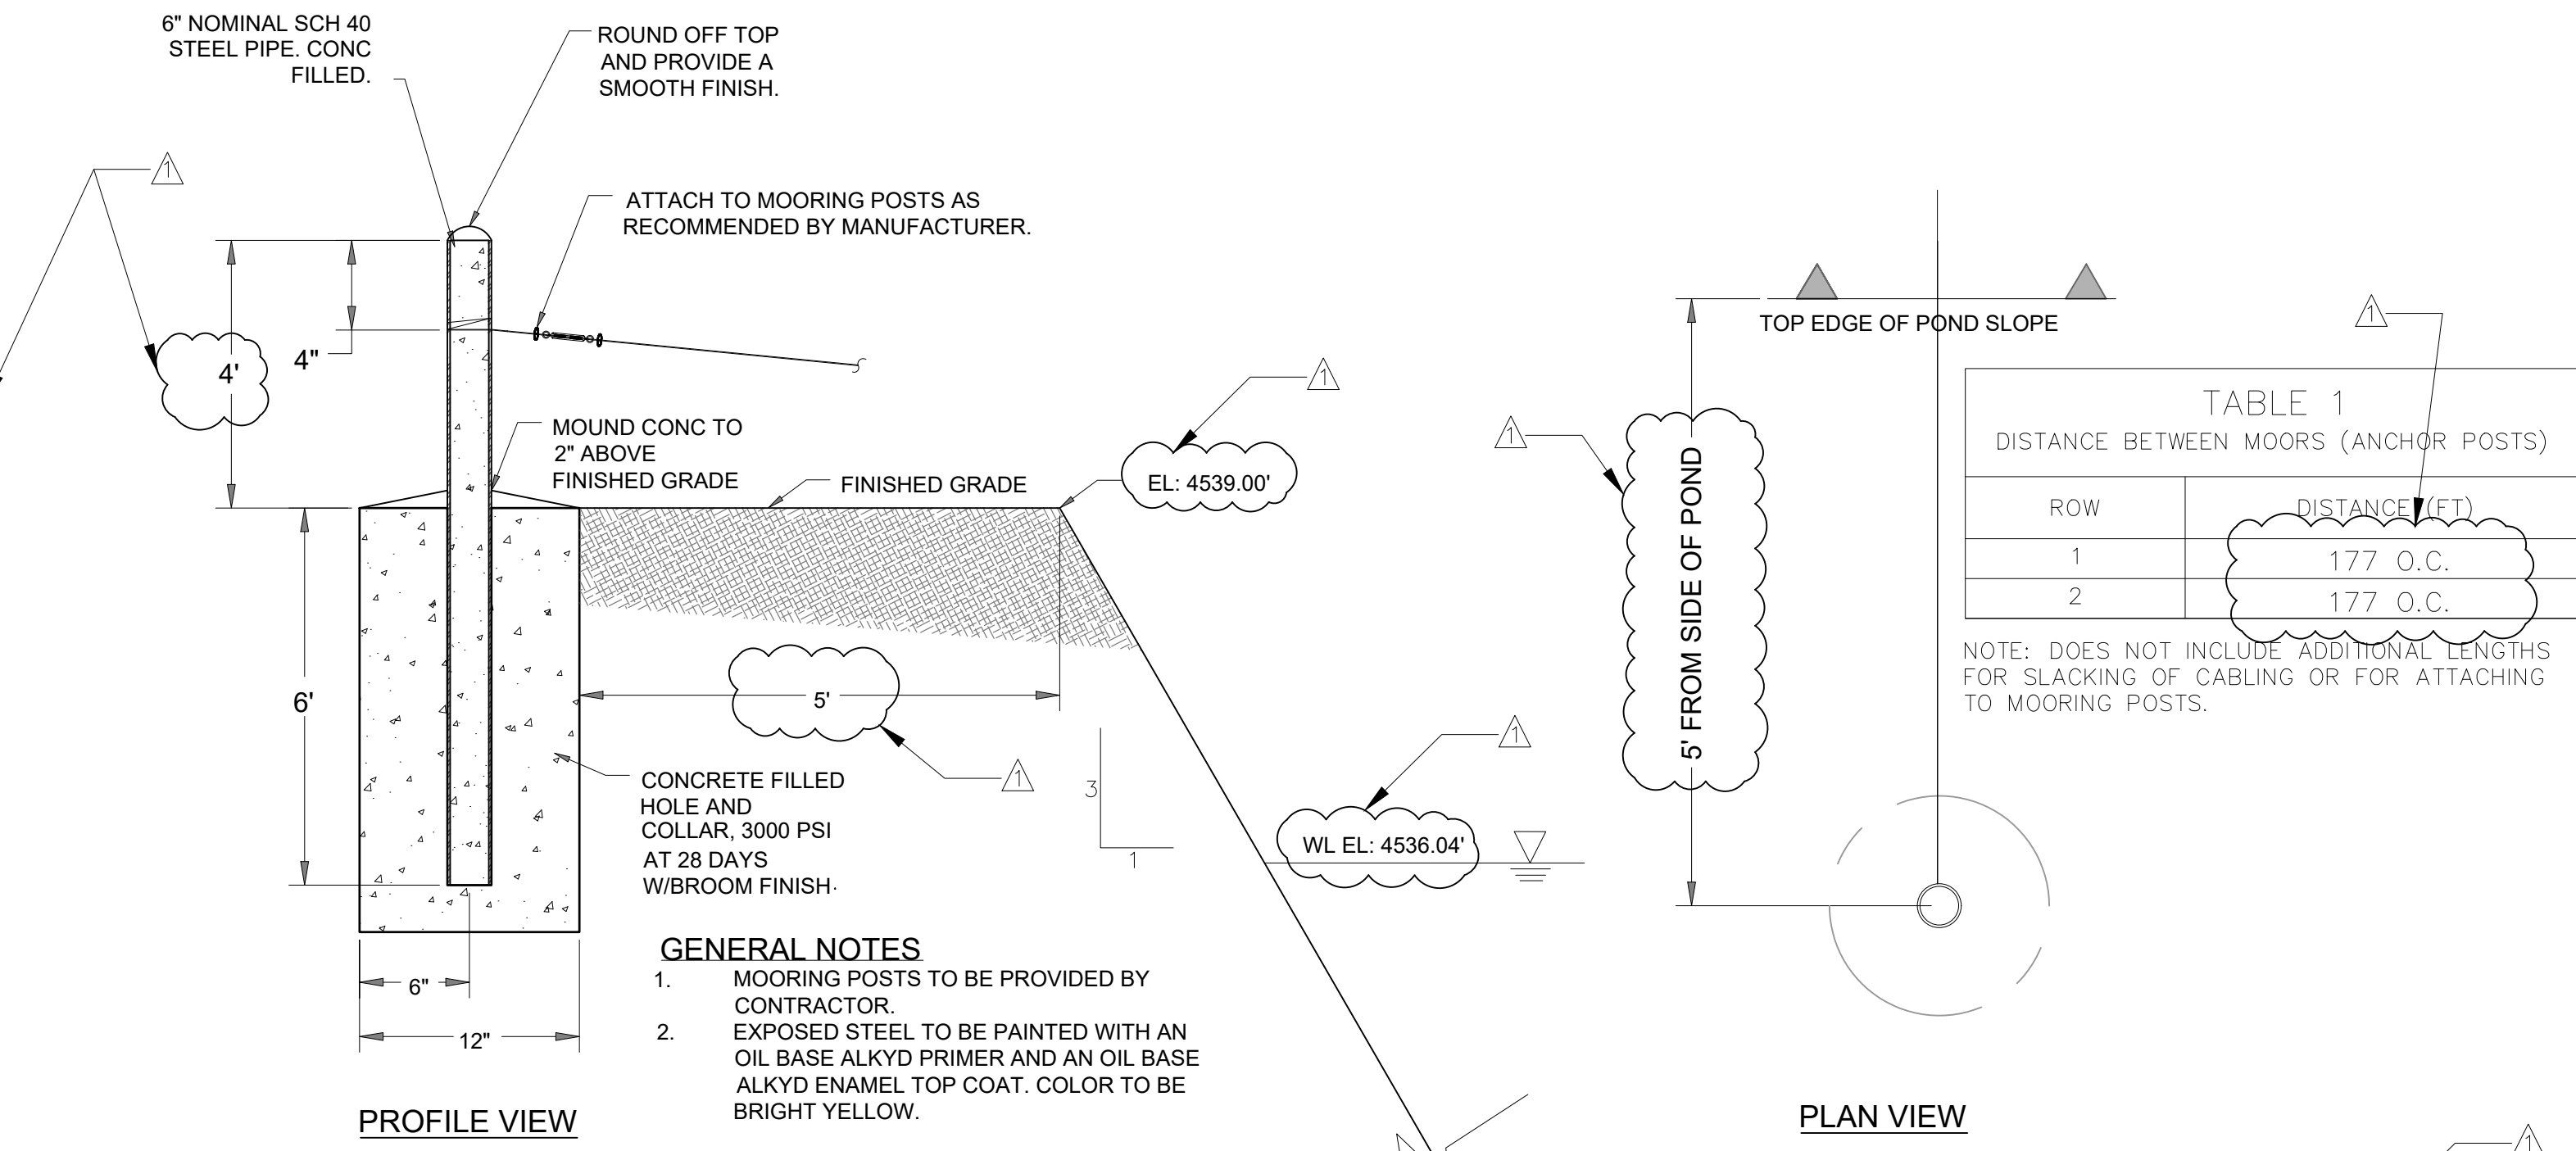 6" NOMINAL SCH 40
STEEL PIPE. CONC
FILLED.
ROUND OFF TOP
AND PROVIDE A
SMOOTH FINISH.
1
ATTACH TO MOORING POSTS AS
RECOMMENDED BY MANUFACTURER.
4'
4"
MOUND CONC TO
2" ABOVE
FINISHED GRADE
FINISHED GRADE
EL: 4539.00'
1
6'
5'
1
CONCRETE FILLED
HOLE AND
COLLAR, 3000 PSI
AT 28 DAYS
W/BROOM FINISH.
3
1
WL EL: 4536.04'
1
6"
12"
GENERAL NOTES
1. MOORING POSTS TO BE PROVIDED BY
CONTRACTOR.
2. EXPOSED STEEL TO BE PAINTED WITH AN
OIL BASE ALKYD PRIMER AND AN OIL BASE
ALKYD ENAMEL TOP COAT. COLOR TO BE
BRIGHT YELLOW.
PROFILE VIEW
TOP EDGE OF POND SLOPE
1
5' FROM SIDE OF POND
1
TABLE 1
DISTANCE BETWEEN MOORS (ANCHOR POSTS)
ROW DISTANCE (FT)
1 177 O.C.
2 177 O.C.
NOTE: DOES NOT INCLUDE ADDITIONAL LENGTHS
FOR SLACKING OF CABLING OR FOR ATTACHING
TO MOORING POSTS.
PLAN VIEW
1